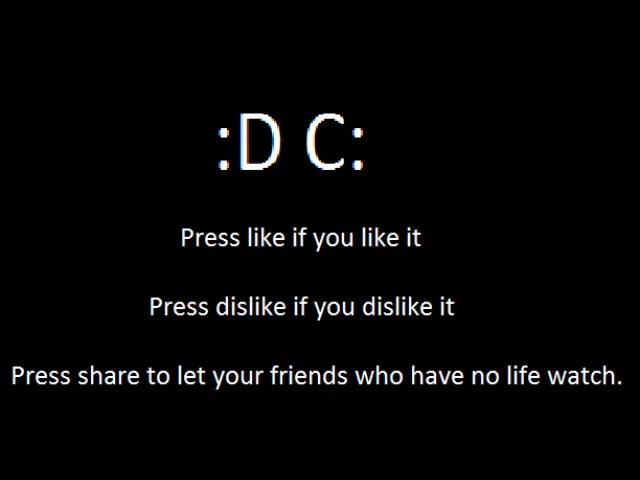 :D C:
Press like if you like it
Press dislike if you dislike it
Press share to let your friends who have no life watch.